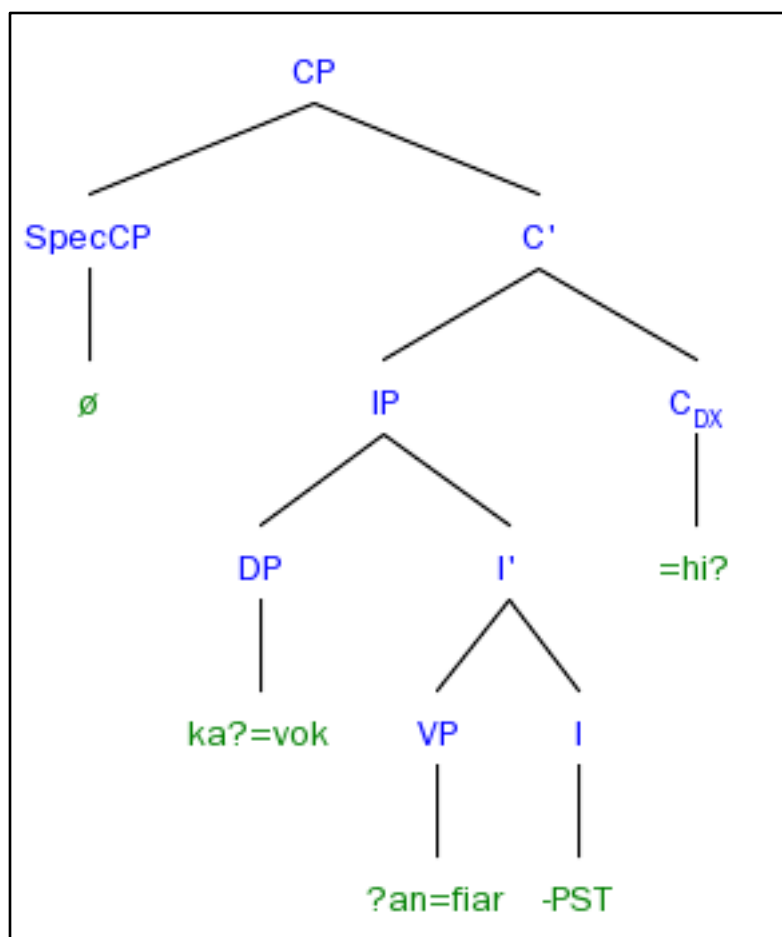 CP
SpecCP C'
ø IP C_DX
DP I' =hi?
ka?=vok VP I
?an=fiar -PST